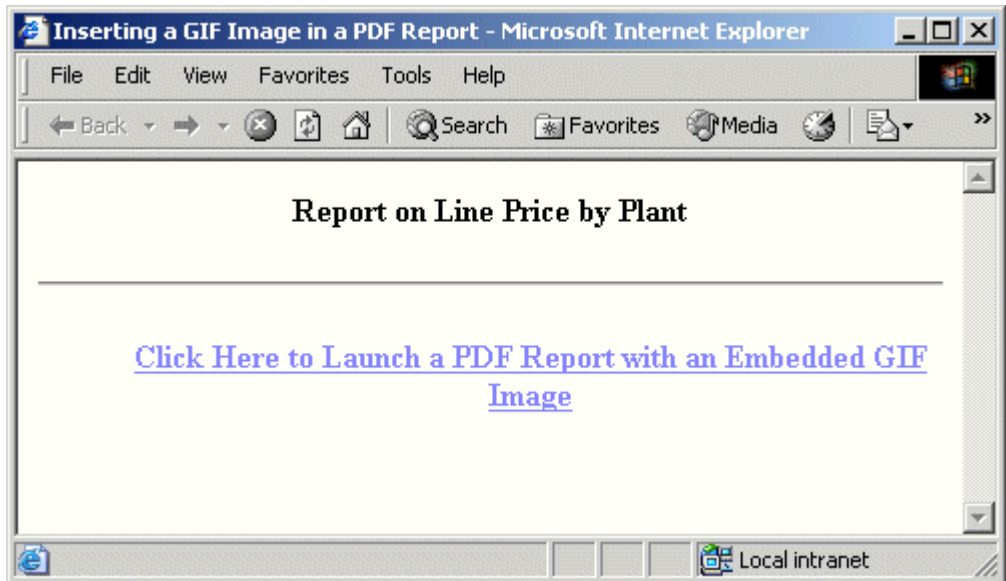 Inserting a GIF Image in a PDF Report - Microsoft Internet Explorer
File Edit View Favorites Tools Help
Back Search Favorites Media »
Report on Line Price by Plant
Click Here to Launch a PDF Report with an Embedded GIF
Image
Local intranet